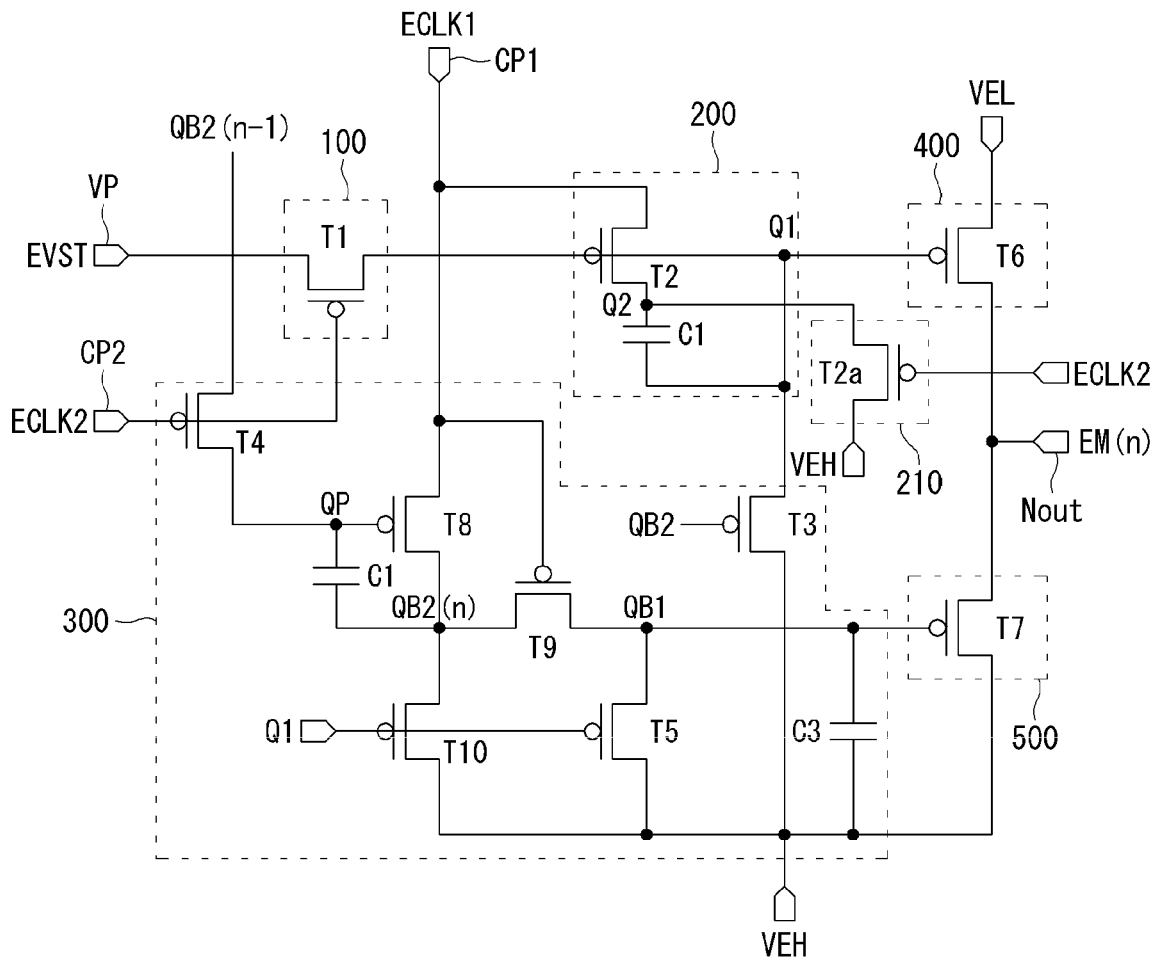 ECLK1
CP1
VEL
QB2(n-1)
100
200
400
VP
T1
Q1
EVST
T2
T6
Q2
C1
CP2
T2a
ECLK2
ECLK2
T4
EM(n)
VEH
210
QP
T8
QB2
T3
Nout
C1
300
QB2(n)
QB1
T9
T7
Q1
T10
T5
C3
500
VEH